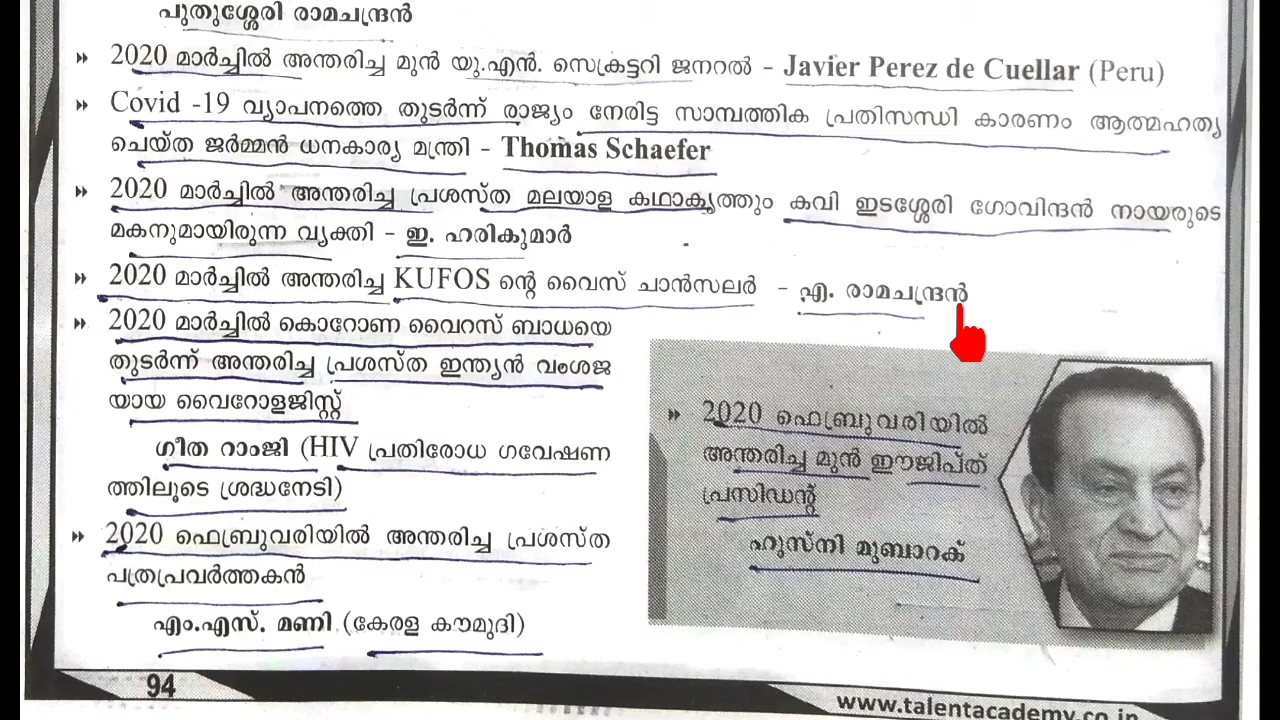 പുതുശ്ശേരി രാമചന്ദ്രൻ
2020 മാർച്ചിൽ അന്തരിച്ച മുൻ യു.എൻ. സെക്രട്ടറി ജനറൽ – Javier Perez de Cuellar (Peru)
Covid -19 വ്യാപനത്തെ തുടർന്ന് രാജ്യം നേരിട്ട സാമ്പത്തിക പ്രതിസന്ധി കാരണം ആത്മഹത്യ
ചെയ്ത ജർമ്മൻ ധനകാര്യ മന്ത്രി – Thomas Schaefer
2020 മാർച്ചിൽ അന്തരിച്ച പ്രശസ്ത മലയാള കഥാകൃത്തും കവി ഇടശ്ശേരി ഗോവിന്ദൻ നായരുടെ
മകനുമായിരുന്ന വ്യക്തി – ഇ. ഹരികുമാർ
2020 മാർച്ചിൽ അന്തരിച്ച KUFOS ന്റെ വൈസ് ചാൻസലർ – എ. രാമചന്ദ്രൻ
2020 മാർച്ചിൽ കൊറോണ വൈറസ് ബാധയെ
തുടർന്ന് അന്തരിച്ച പ്രശസ്ത ഇന്ത്യൻ വംശജ
യായ വൈറോളജിസ്റ്റ്
ഗീത റാംജി (HIV പ്രതിരോധ ഗവേഷണ
ത്തിലൂടെ ശ്രദ്ധനേടി)
2020 ഫെബ്രുവരിയിൽ അന്തരിച്ച പ്രശസ്ത
പത്രപ്രവർത്തകൻ
എം.എസ്. മണി (കേരള കൗമുദി)
2020 ഫെബ്രുവരിയിൽ
അന്തരിച്ച മുൻ ഈജിപ്ത്
പ്രസിഡന്റ്
ഹുസ്നി മുബാറക്
94
www.talentacademy.co.in